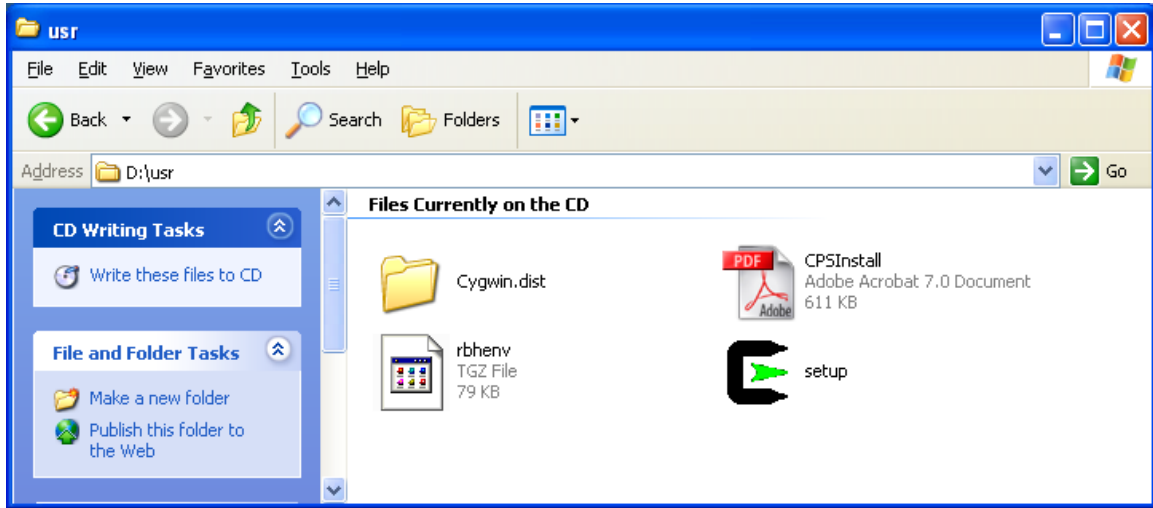 usr
File Edit View Favorites Tools Help
Back Search Folders
Address D:\usr Go
CD Writing Tasks
Write these files to CD
File and Folder Tasks
Make a new folder
Publish this folder to
the Web
Files Currently on the CD
Cygwin.dist
PDF
Adobe
CPSInstall
Adobe Acrobat 7.0 Document
611 KB
rbhenv
TGZ File
79 KB
setup